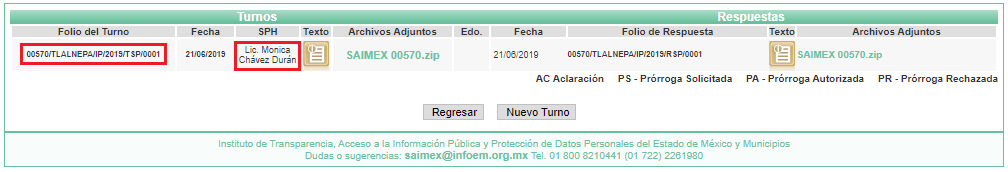 Turnos Respuestas
Folio del Turno Fecha SPH Texto Archivos Adjuntos Edo. Fecha Folio de Respuesta Texto Archivos Adjuntos
00570/TLALNEPA/IP/2019/TSP/0001 21/06/2019 Lic. Monica SAIMEX 00570.zip 21/06/2019 00570/TLALNEPA/IP/2019/RSP/0001 SAIMEX 00570.zip
Chávez Durán
AC Aclaración PS - Prórroga Solicitada PA - Prórroga Autorizada PR - Prórroga Rechazada
Regresar Nuevo Turno
Instituto de Transparencia, Acceso a la Información Pública y Protección de Datos Personales del Estado de México y Municipios
Dudas o sugerencias: saimex@infoem.org.mx Tel. 01 800 8210441 (01 722) 2261980